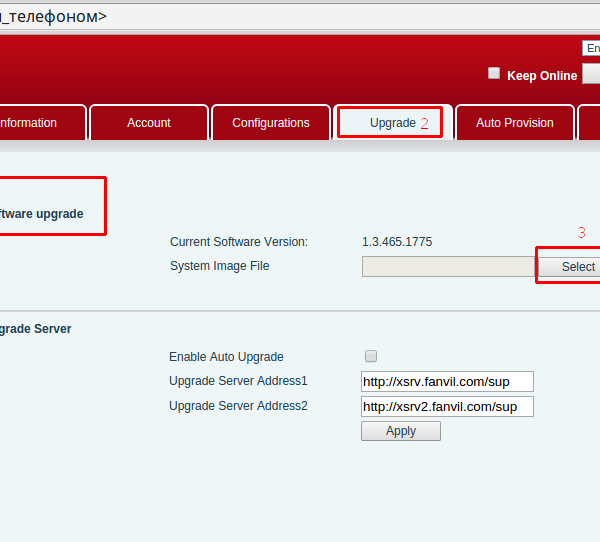 _телефоном>
En
Keep Online
nformation Account Configurations Upgrade 2 Auto Provision
ftware upgrade
3
Current Software Version: 1.3.465.1775
System Image File Select
grade Server
Enable Auto Upgrade
Upgrade Server Address1 http://xsrv.fanvil.com/sup
Upgrade Server Address2 http://xsrv2.fanvil.com/sup
Apply